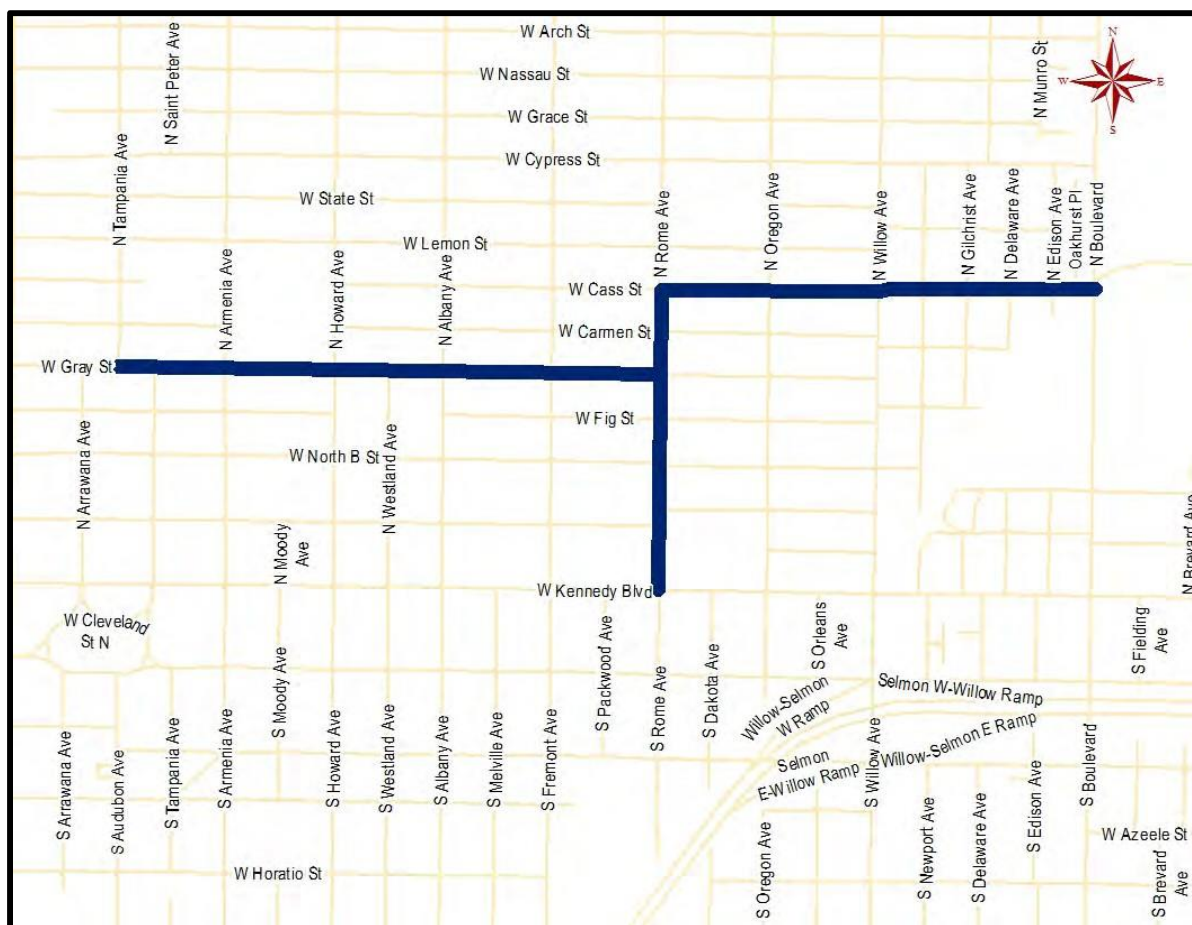 W Arch St
N
W Nassau St
W
E
W Grace St
S
N Saint Peter Ave
N Munro St
W Cypress St
N Tampania Ave
W State St
W Lemon St
N Rome Ave
N Oregon Ave
N Willow Ave
N Gilchrist Ave
N Delaware Ave
N Edison Ave
Oakhurst Pl
N Boulevard
N Armenia Ave
N Howard Ave
N Albany Ave
W Cass St
W Carmen St
W Gray St
W Fig St
N Arrawana Ave
W North B St
N Westland Ave
N Moody
Ave
W Kennedy Blvd
N Brevard Ave
W Cleveland
St N
S Moody Ave
S Packwood Ave
S Rome Ave
S Dakota Ave
S Orleans
Ave
S Fielding
Ave
Willow-Selmon
W Ramp
Selmon W-Willow Ramp
Selmon
E-Willow Ramp
Willow-Selmon E Ramp
S Arrawana Ave
S Audubon Ave
S Tampania Ave
S Armenia Ave
S Howard Ave
S Westland Ave
S Albany Ave
S Melville Ave
S Fremont Ave
S Willow Ave
S Boulevard
S Edison Ave
W Azeele St
W Horatio St
S Oregon Ave
S Newport Ave
S Delaware Ave
S Brevard
Ave